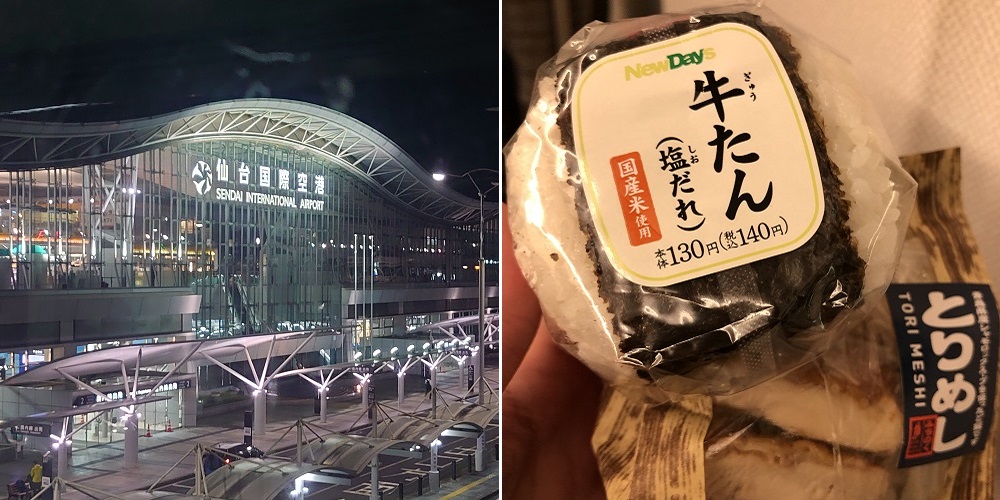 仙台国際空港
SENDAI INTERNATIONAL AIRPORT
NewDays
牛たん
ぎゅう
(塩だれ)
しお
国産米使用
本体130円(税込140円)
とりめし
TORI MESHI